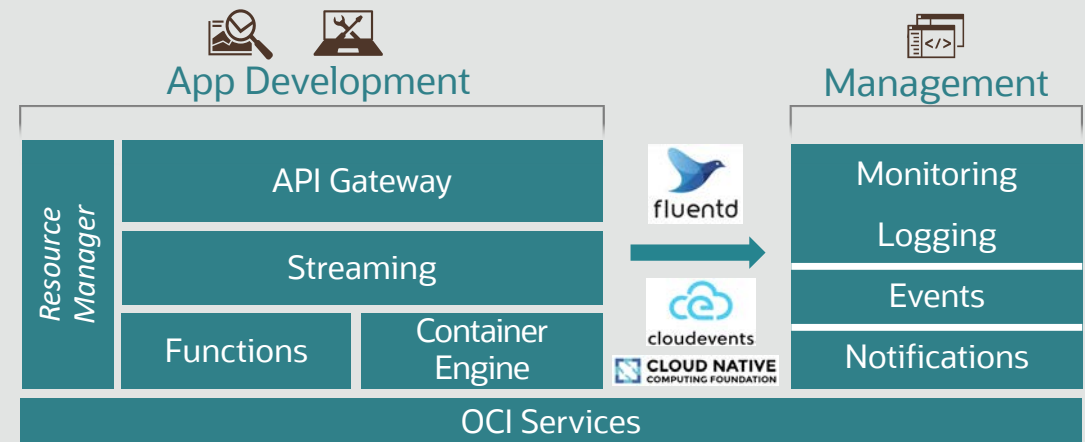 App Development
Management
Resource
Manager
API Gateway
Streaming
Functions
Container
Engine
fluentd
cloudevents
CLOUD NATIVE
COMPUTING FOUNDATION
</>
Monitoring
Logging
Events
Notifications
OCI Services